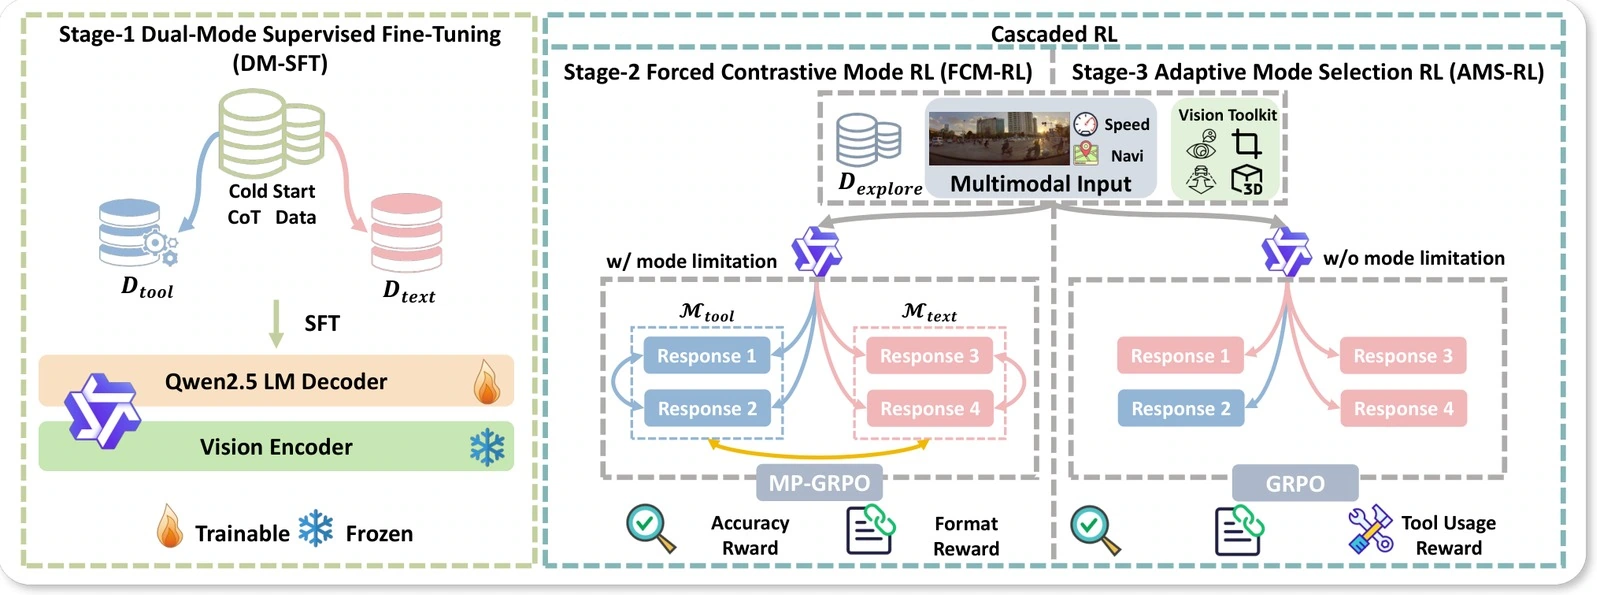 Stage-1 Dual-Mode Supervised Fine-Tuning
(DM-SFT)
Cold Start
CoT Data
D_tool
D_text
SFT
Qwen2.5 LM Decoder
Vision Encoder
Trainable
Frozen
Cascaded RL
Stage-2 Forced Contrastive Mode RL (FCM-RL)
Stage-3 Adaptive Mode Selection RL (AMS-RL)
D_explore
Speed
Navi
Multimodal Input
Vision Toolkit
3D
w/ mode limitation
M_tool
M_text
Response 1
Response 2
Response 3
Response 4
MP-GRPO
Accuracy
Rward
Format
Reward
w/o mode limitation
Response 1
Response 2
Response 3
Response 4
GRPO
Tool Usage
Reward